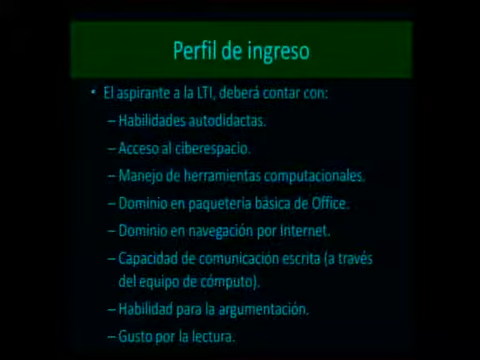 Perfil de ingreso
• El aspirante a la LTI, deberá contar con:
– Habilidades autodidactas.
– Acceso al ciberespacio.
– Manejo de herramientas computacionales.
– Dominio en paquetería básica de Office.
– Dominio en navegación por Internet.
– Capacidad de comunicación escrita (a través
del equipo de cómputo).
– Habilidad para la argumentación.
– Gusto por la lectura.